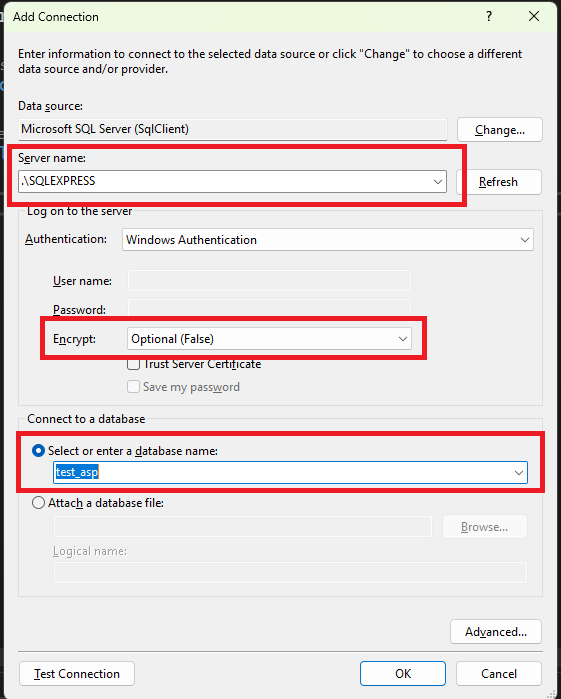 Add Connection
?
Enter information to connect to the selected data source or click "Change" to choose a different
data source and/or provider.
Data source:
Microsoft SQL Server (SqlClient)
Change...
Server name:
.\SQLEXPRESS
Refresh
Log on to the server
Authentication:
Windows Authentication
User name:
Password:
Encrypt:
Optional (False)
Trust Server Certificate
Save my password
Connect to a database
Select or enter a database name:
test_asp
Attach a database file:
Browse...
Logical name:
Advanced...
Test Connection
OK
Cancel